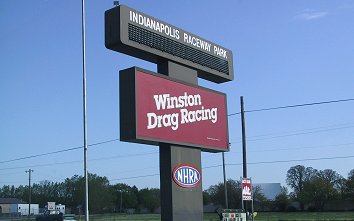 INDIANAPOLIS RACEWAY PARK
Winston
Drag Racing
NHRA